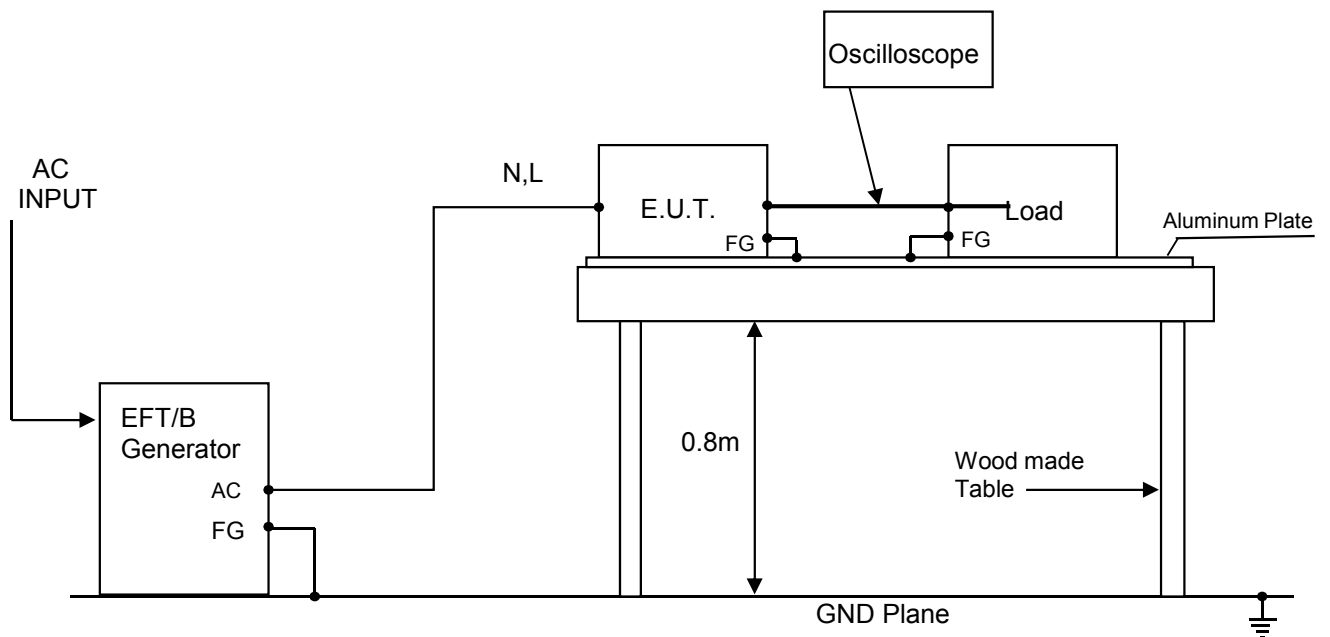 Oscilloscope
AC
INPUT
N,L
E.U.T.
Load
FG
FG
Aluminum Plate
EFT/B
Generator
AC
FG
0.8m
Wood made
Table
GND Plane